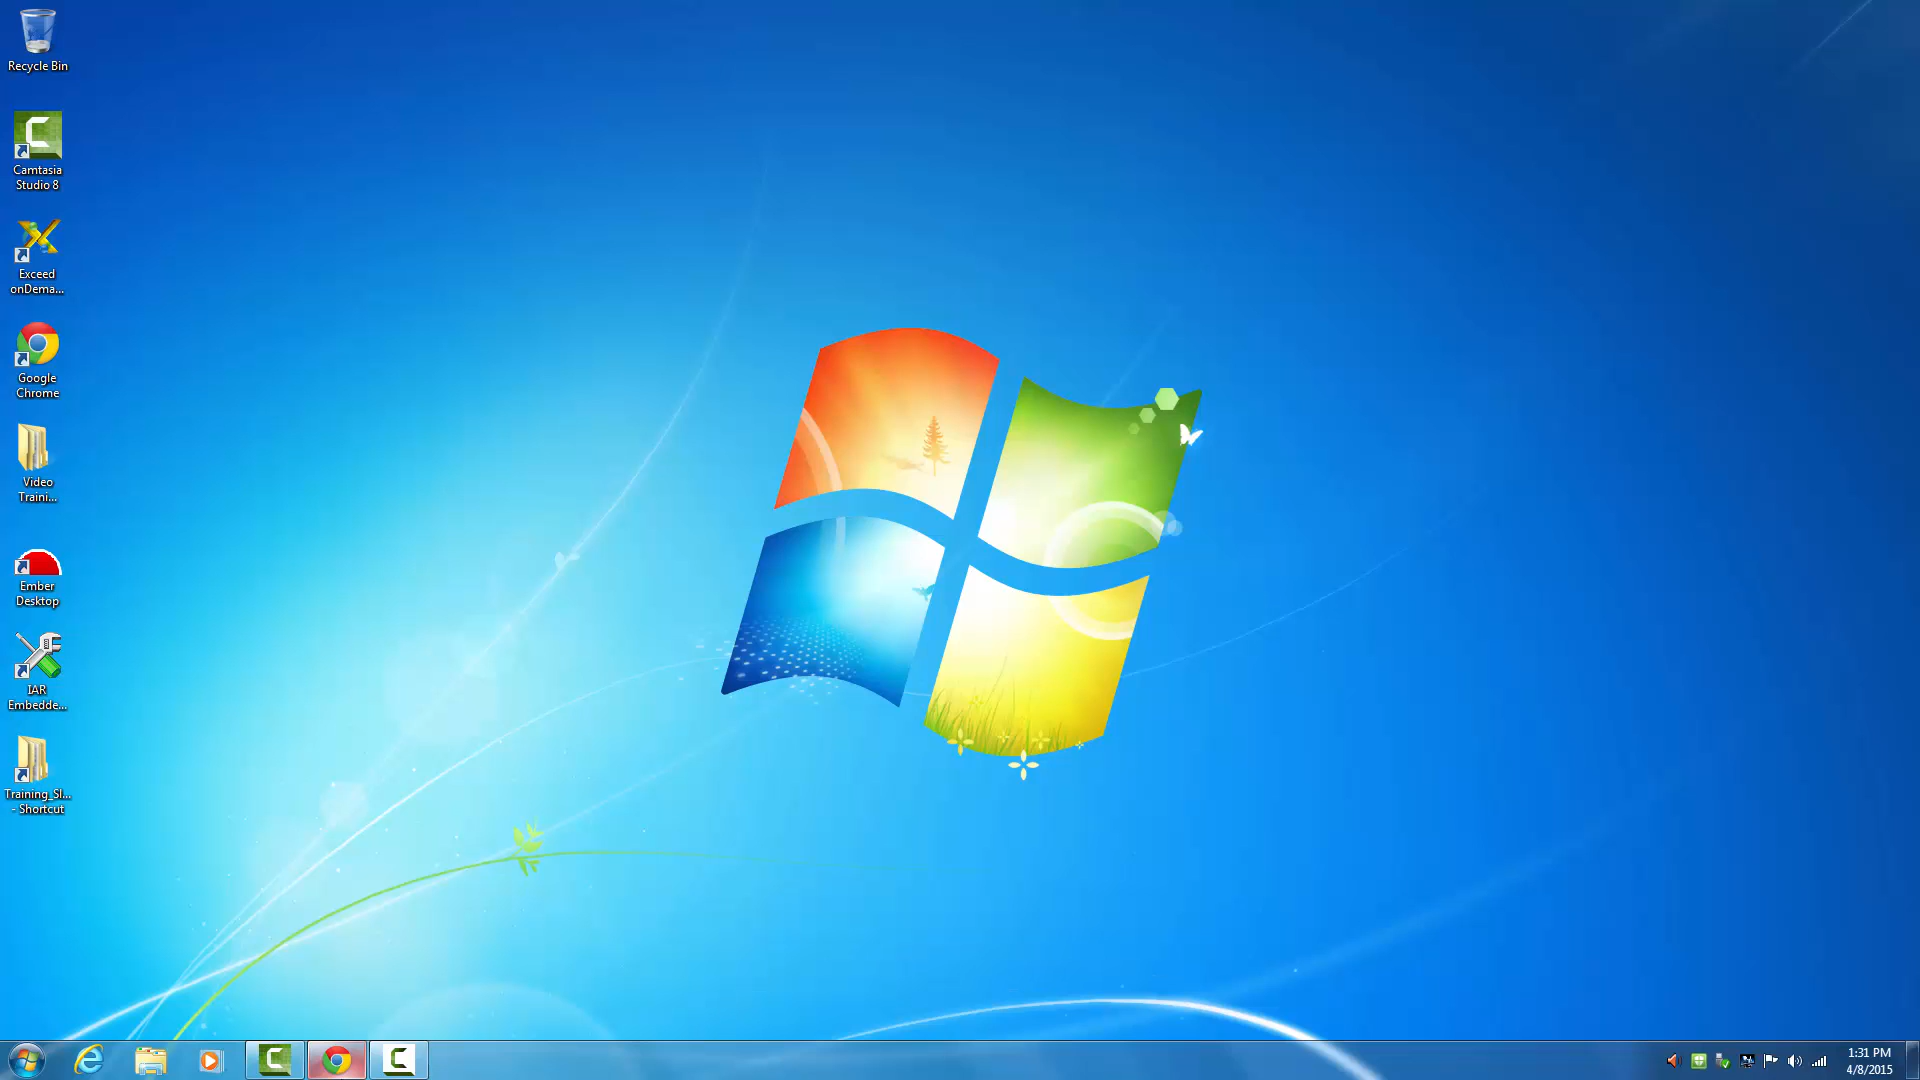 Recycle Bin
Camtasia
Studio 8
Exceed
onDema...
Google
Chrome
Video
Traini...
Ember
Desktop
IAR
Embedde...
Training_Sl...
- Shortcut
1:31 PM
4/8/2015